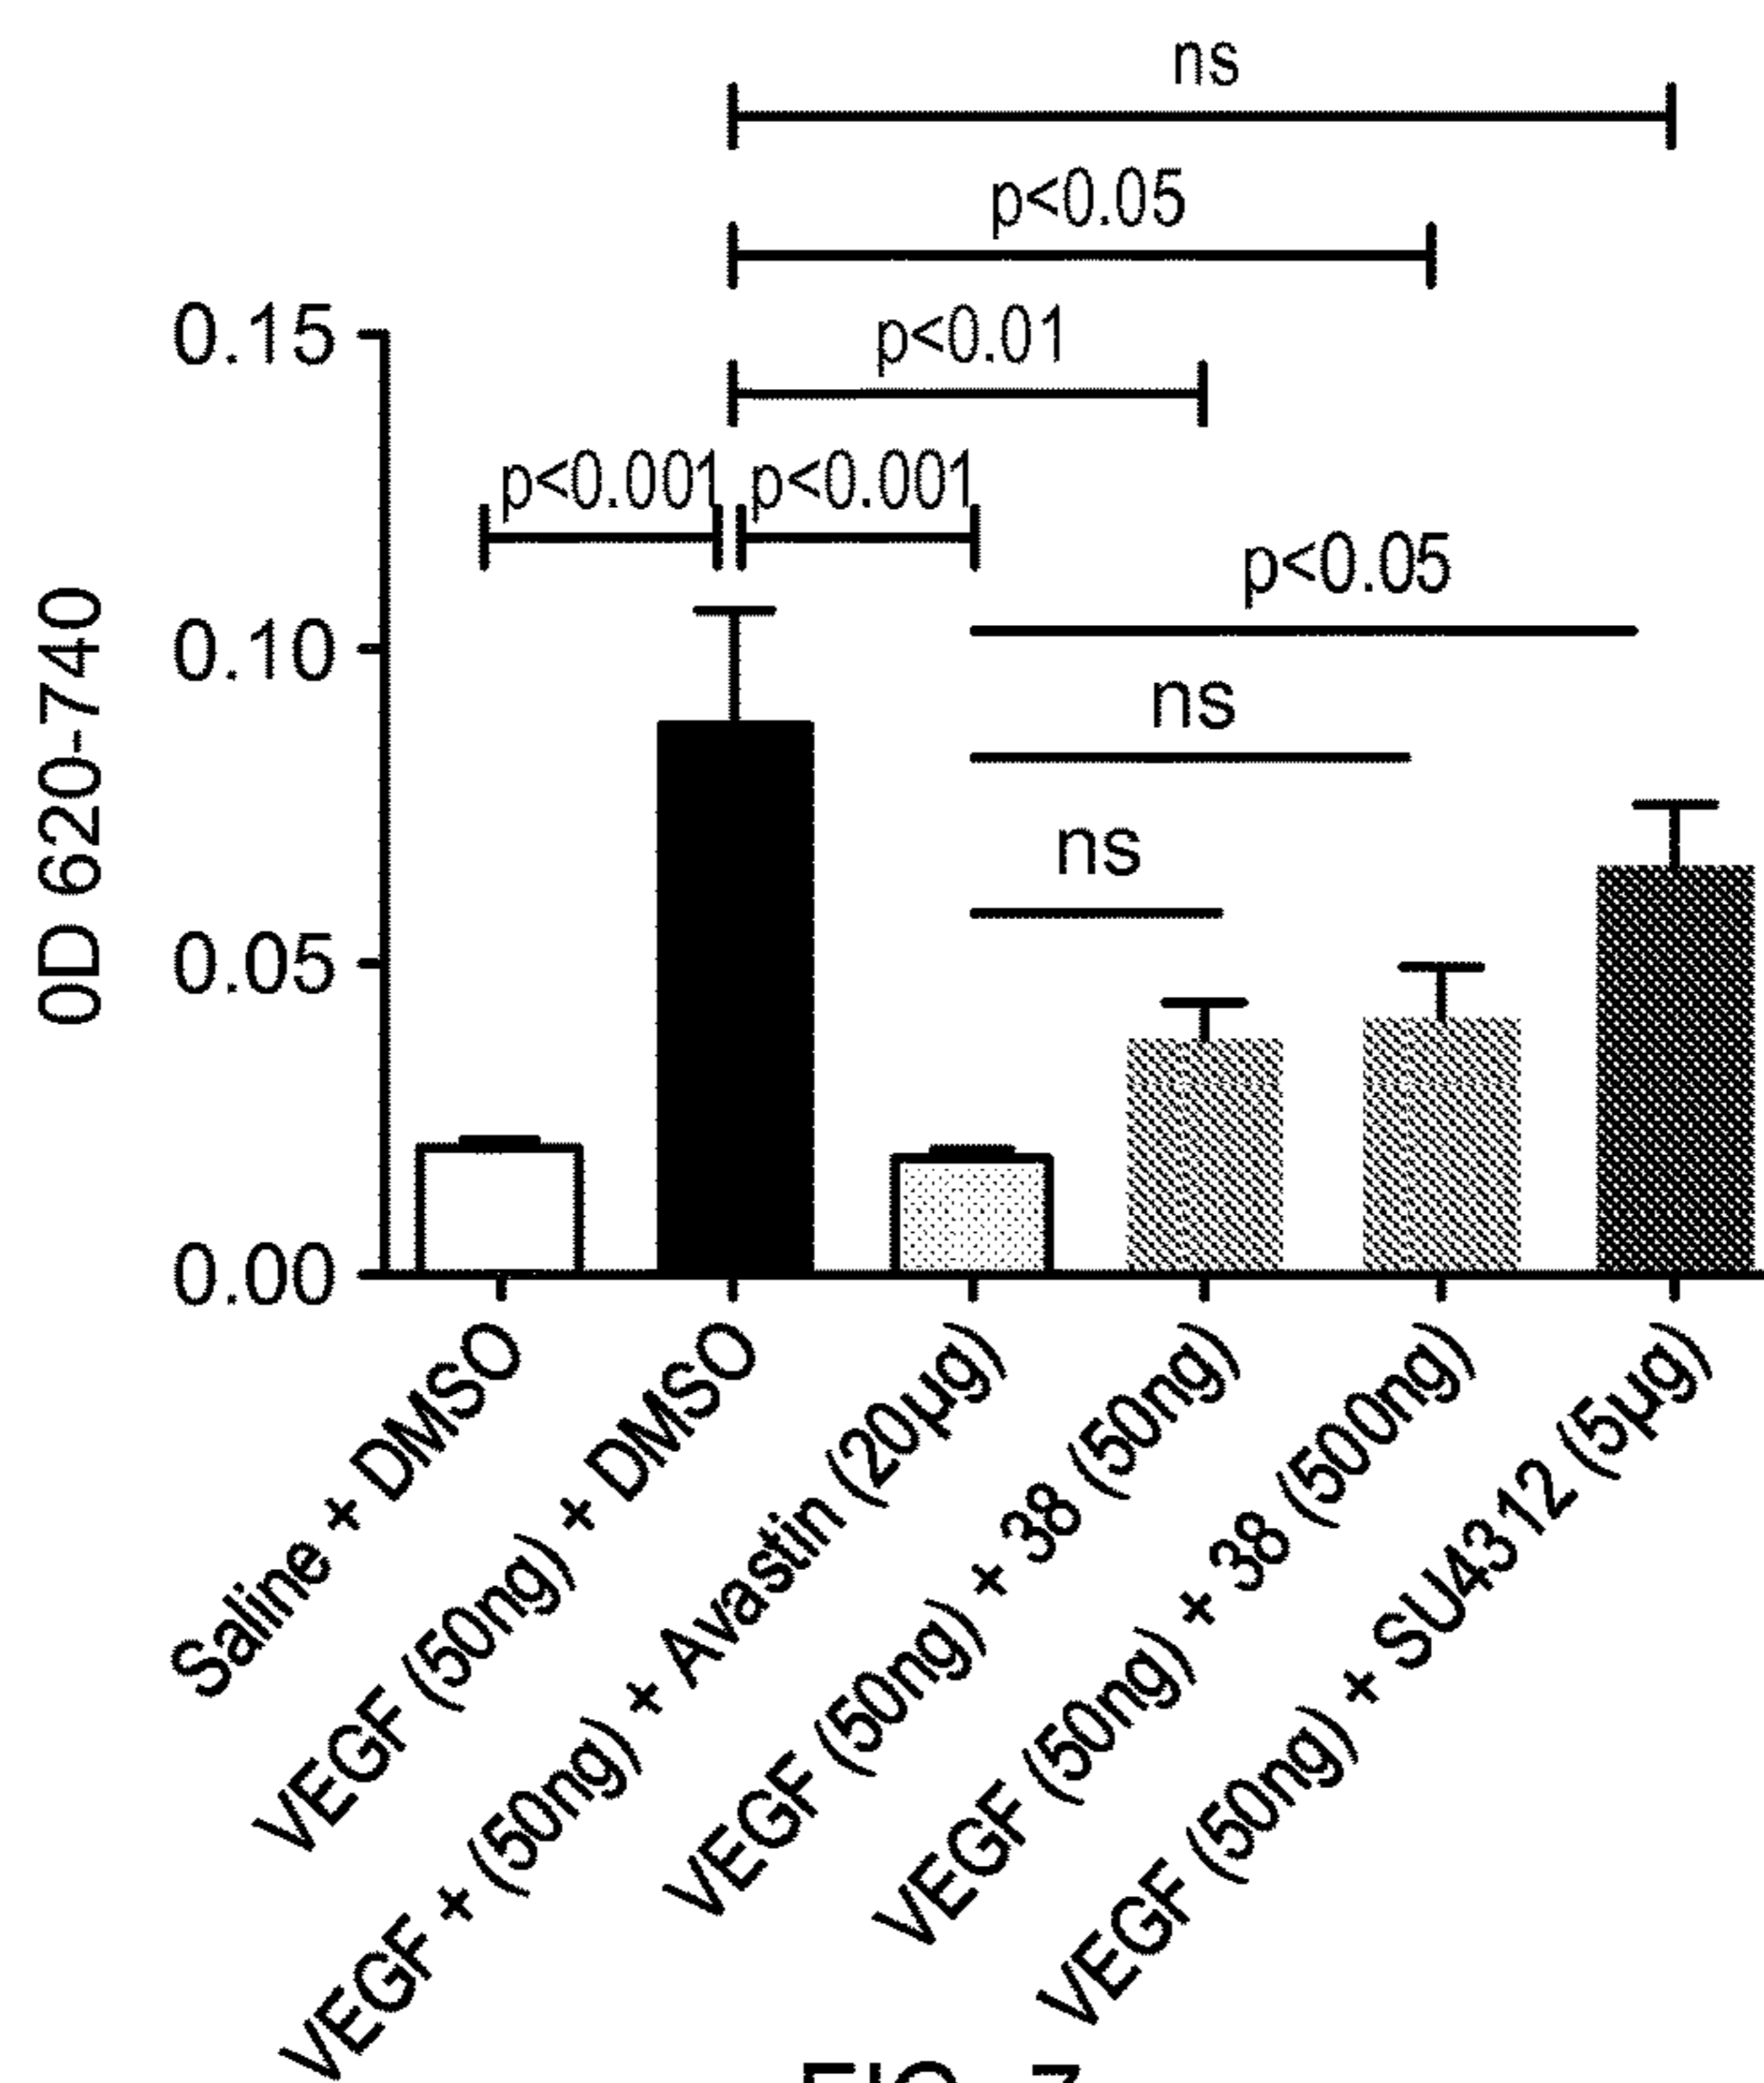 ns
p<0.05
p<0.01
p<0.001 p<0.001
p<0.05
ns
ns
0.15
0.10
0.05
0.00
OD 620-740
Saline + DMSO
VEGF (50ng) + DMSO
VEGF + (50ng) + Avastin (20µg)
VEGF (50ng) + 38 (50ng)
VEGF (50ng) + 38 (500ng)
VEGF (50ng) + SU4312 (5µg)